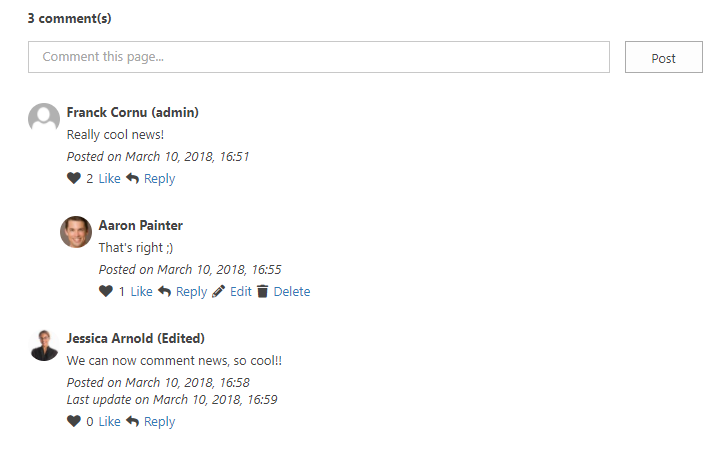 3 comment(s)
Comment this page...
Post
Franck Cornu (admin)
Really cool news!
Posted on March 10, 2018, 16:51
2 Like Reply
Aaron Painter
That's right ;)
Posted on March 10, 2018, 16:55
1 Like Reply Edit Delete
Jessica Arnold (Edited)
We can now comment news, so cool!!
Posted on March 10, 2018, 16:58
Last update on March 10, 2018, 16:59
0 Like Reply